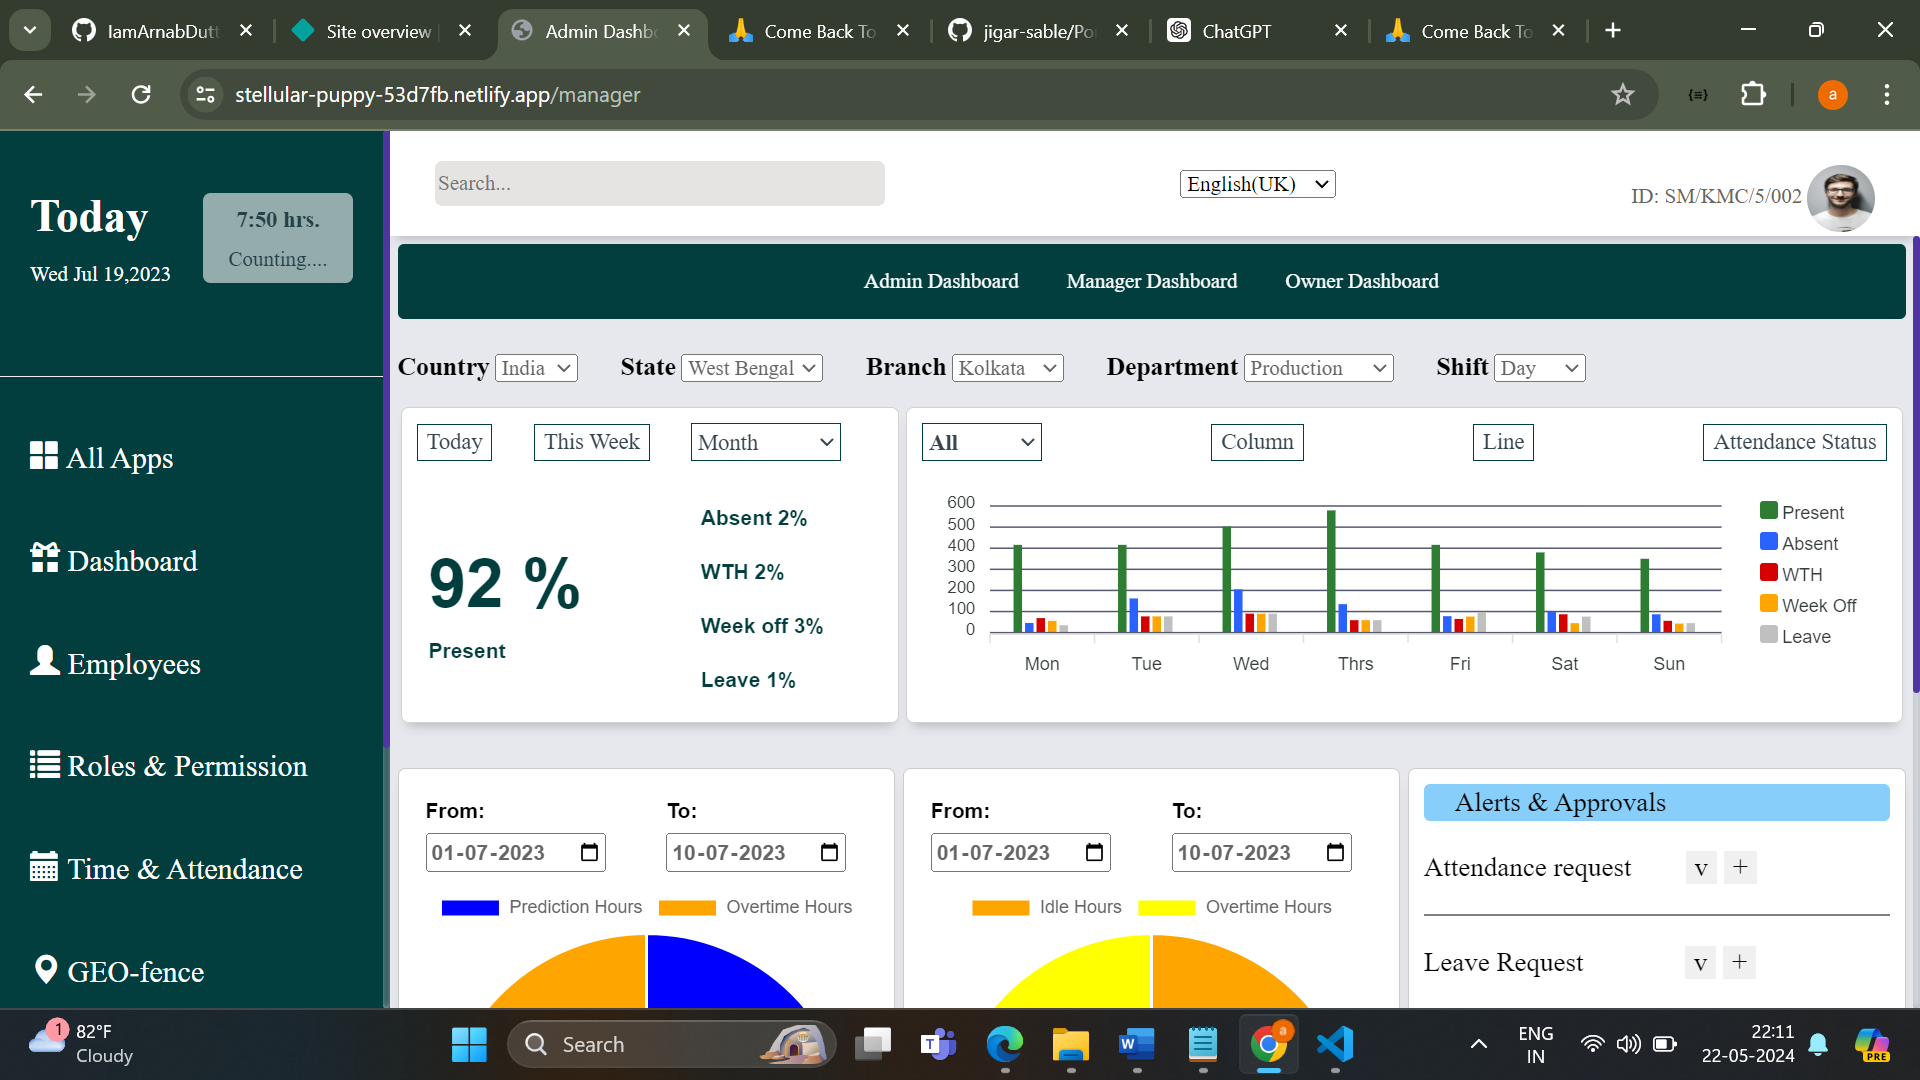 IamArnabDutt
Site overview
Admin Dashbo
Come Back To
jigar-sable/Po
ChatGPT
Come Back To
stellular-puppy-53d7fb.netlify.app/manager
a
Today
7:50 hrs.
Counting....
Wed Jul 19,2023
All Apps
Dashboard
Employees
Roles & Permission
Time & Attendance
GEO-fence
Search...
English(UK)
ID: SM/KMC/5/002
Admin Dashboard Manager Dashboard Owner Dashboard
Country India State West Bengal Branch Kolkata Department Production Shift Day
Today This Week Month
92 %
Present
Absent 2%
WTH 2%
Week off 3%
Leave 1%
All Column Line Attendance Status
600
500
400
300
200
100
0
Mon Tue Wed Thrs Fri Sat Sun
Present
Absent
WTH
Week Off
Leave
From: To:
01-07-2023 10-07-2023
Prediction Hours Overtime Hours
From: To:
01-07-2023 10-07-2023
Idle Hours Overtime Hours
Alerts & Approvals
Attendance request v +
Leave Request v +
1
82°F
Cloudy
Search
T
W
a
ENG
IN
22:11
22-05-2024
PRE